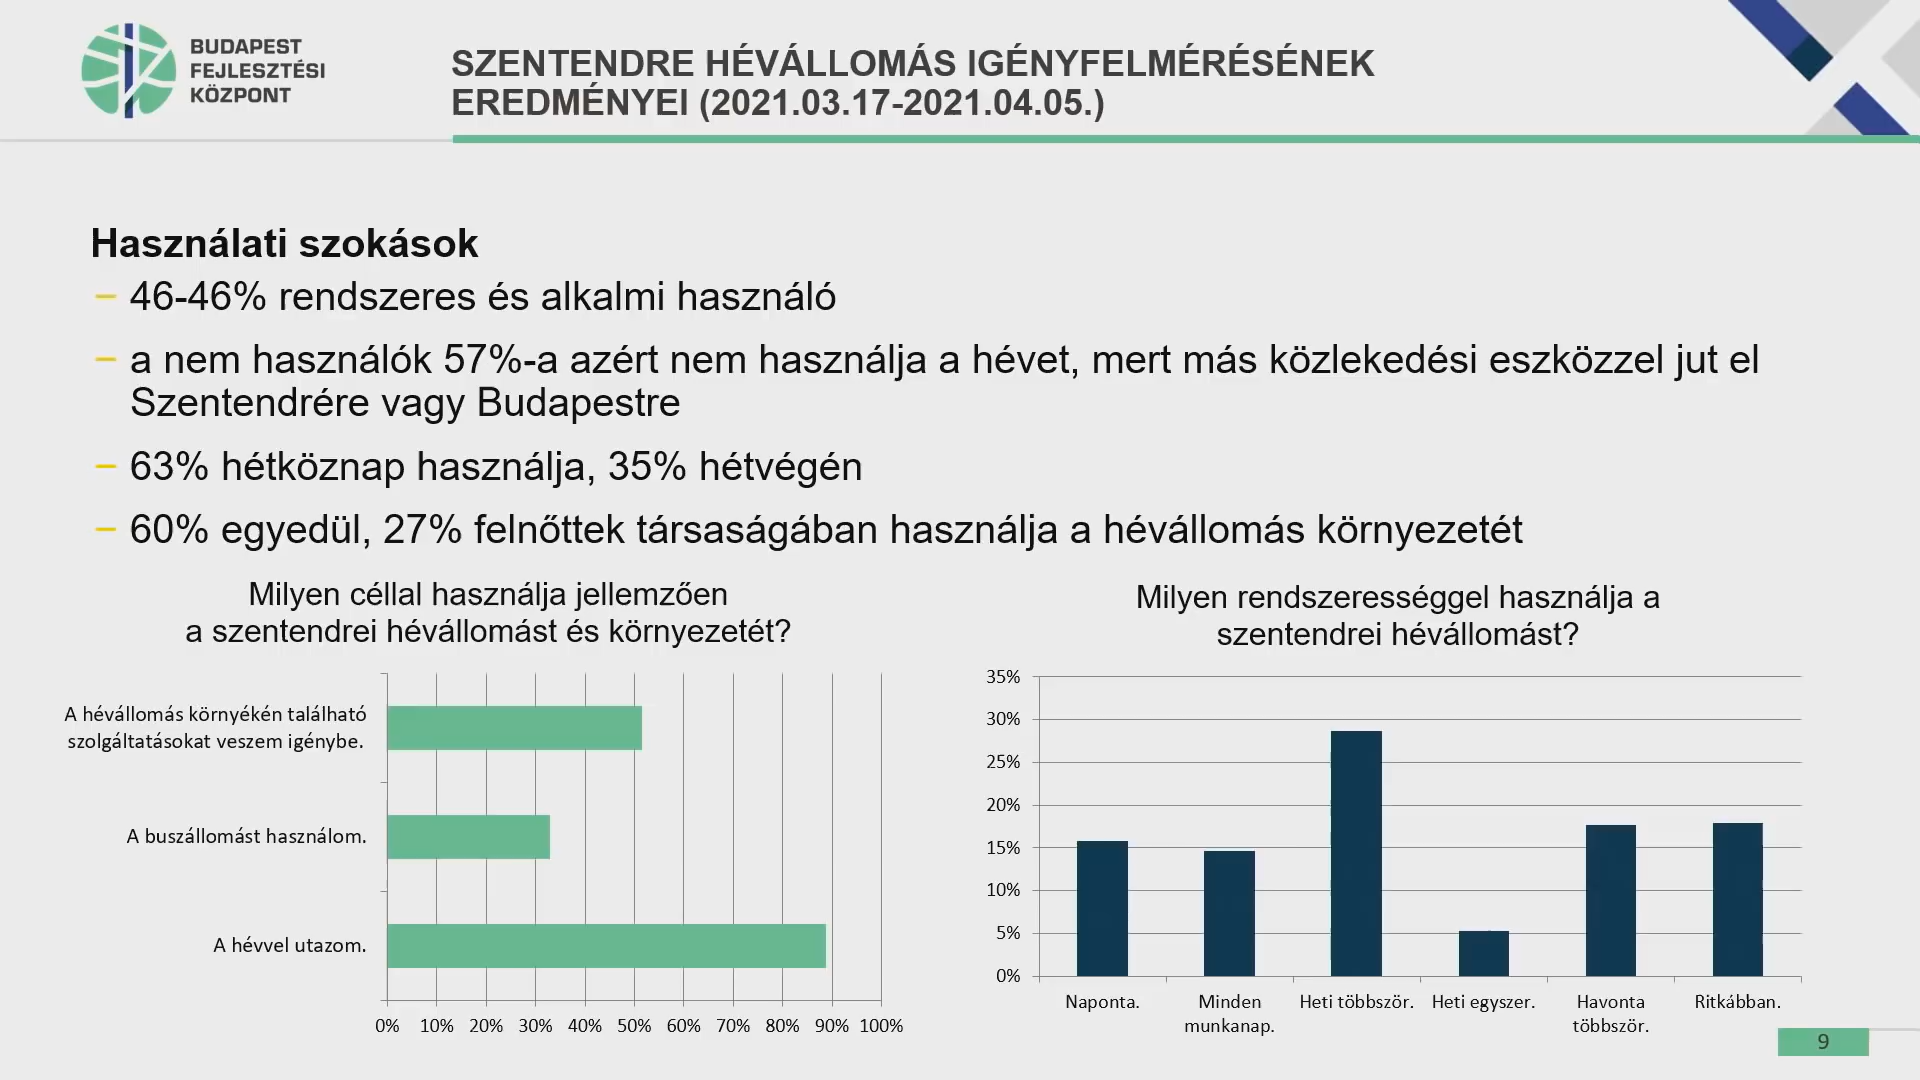 BUDAPEST
FEJLESZTÉSI
KÖZPONT
SZENTENDRE HÉVÁLLOMÁS IGÉNYFELMÉRÉSÉNEK
EREDMÉNYEI (2021.03.17-2021.04.05.)
Használati szokások
– 46-46% rendszeres és alkalmi használó
– a nem használók 57%-a azért nem használja a hévet, mert más közlekedési eszközzel jut el
Szentendrére vagy Budapestre
– 63% hétköznap használja, 35% hétvégén
– 60% egyedül, 27% felnőttek társaságában használja a hévállomás környezetét
Milyen céllal használja jellemzően
a szentendrei hévállomást és környezetét?
A hévállomás környékén található
szolgáltatásokat veszem igénybe.
A buszállomást használom.
A hévvel utazom.
0% 10% 20% 30% 40% 50% 60% 70% 80% 90% 100%
Milyen rendszerességgel használja a
szentendrei hévállomást?
35%
30%
25%
20%
15%
10%
5%
0%
Naponta. Minden Heti többször. Heti egyszer. Havonta Ritkábban.
munkanap. többször.
9